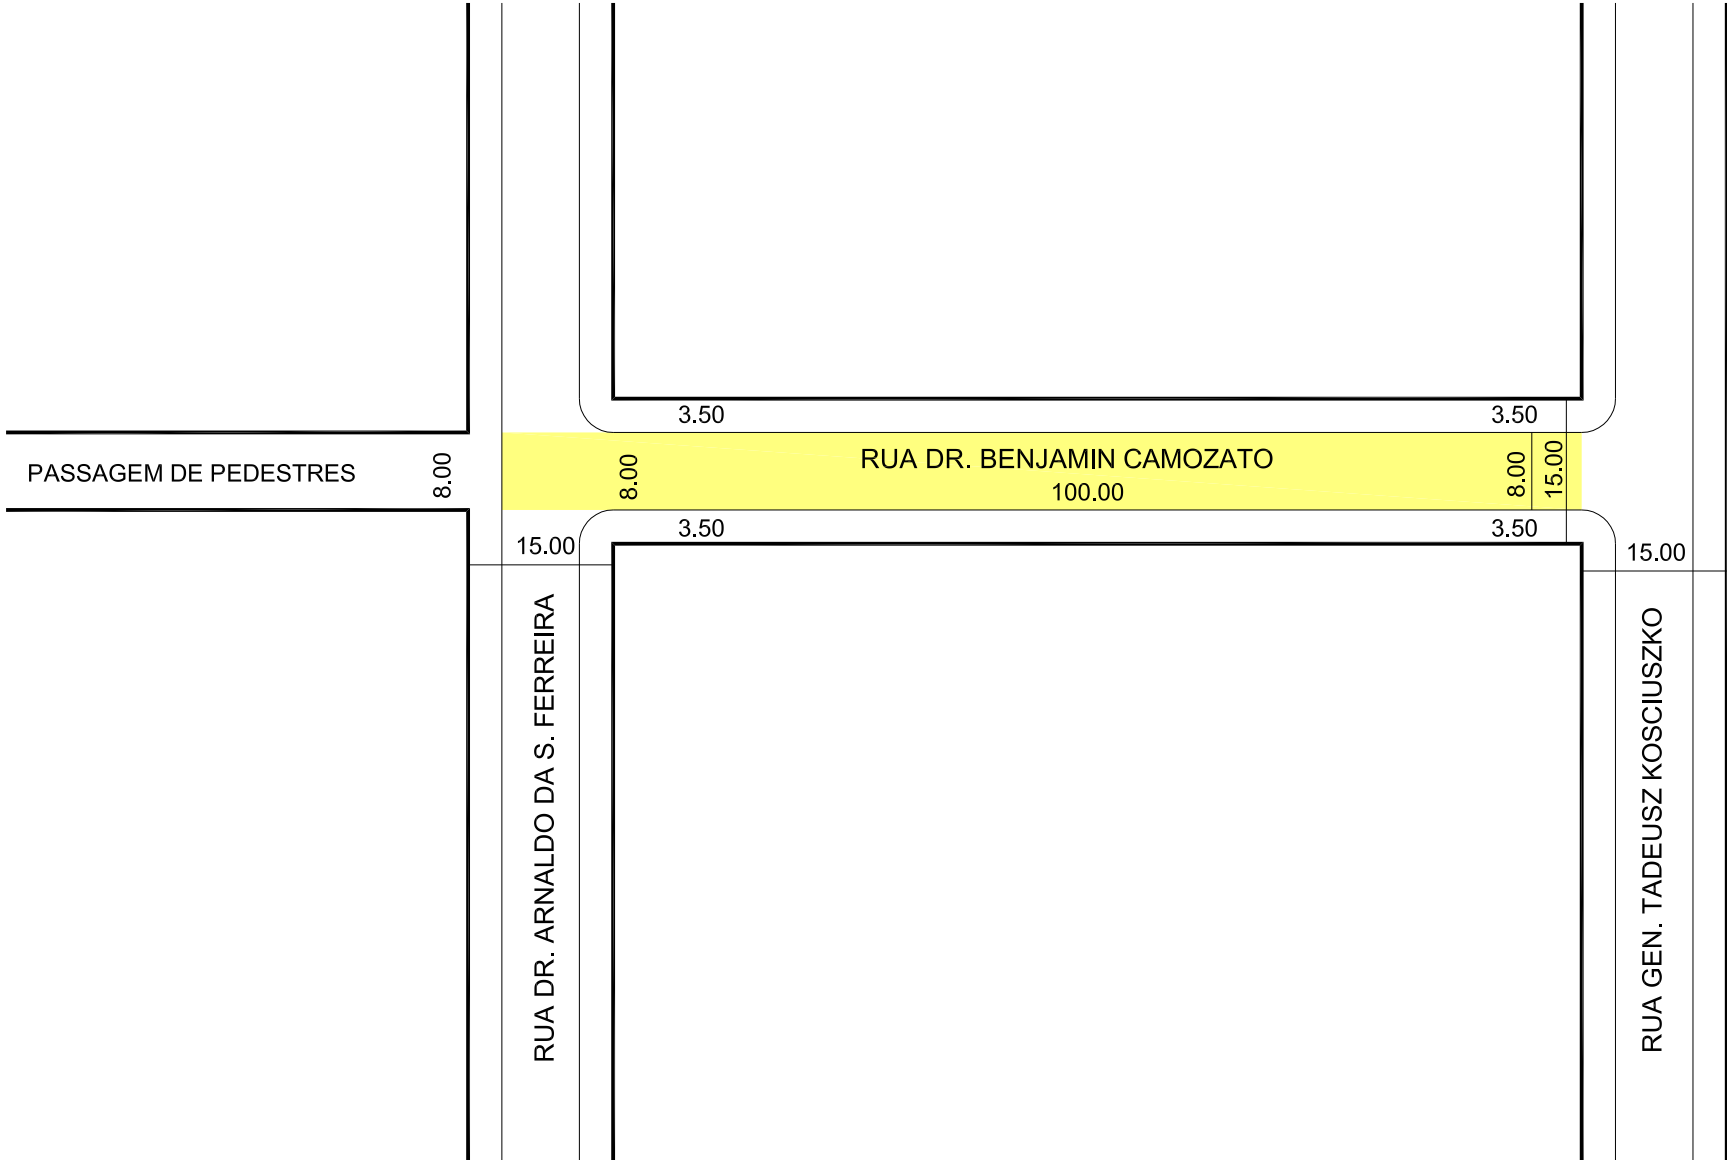 3.50
3.50
PASSAGEM DE PEDESTRES
8.00
8.00
RUA DR. BENJAMIN CAMOZATO
100.00
8.00
15.00
3.50
3.50
15.00
15.00
RUA DR. ARNALDO DA S. FERREIRA
RUA GEN. TADEUSZ KOSCIUSZKO